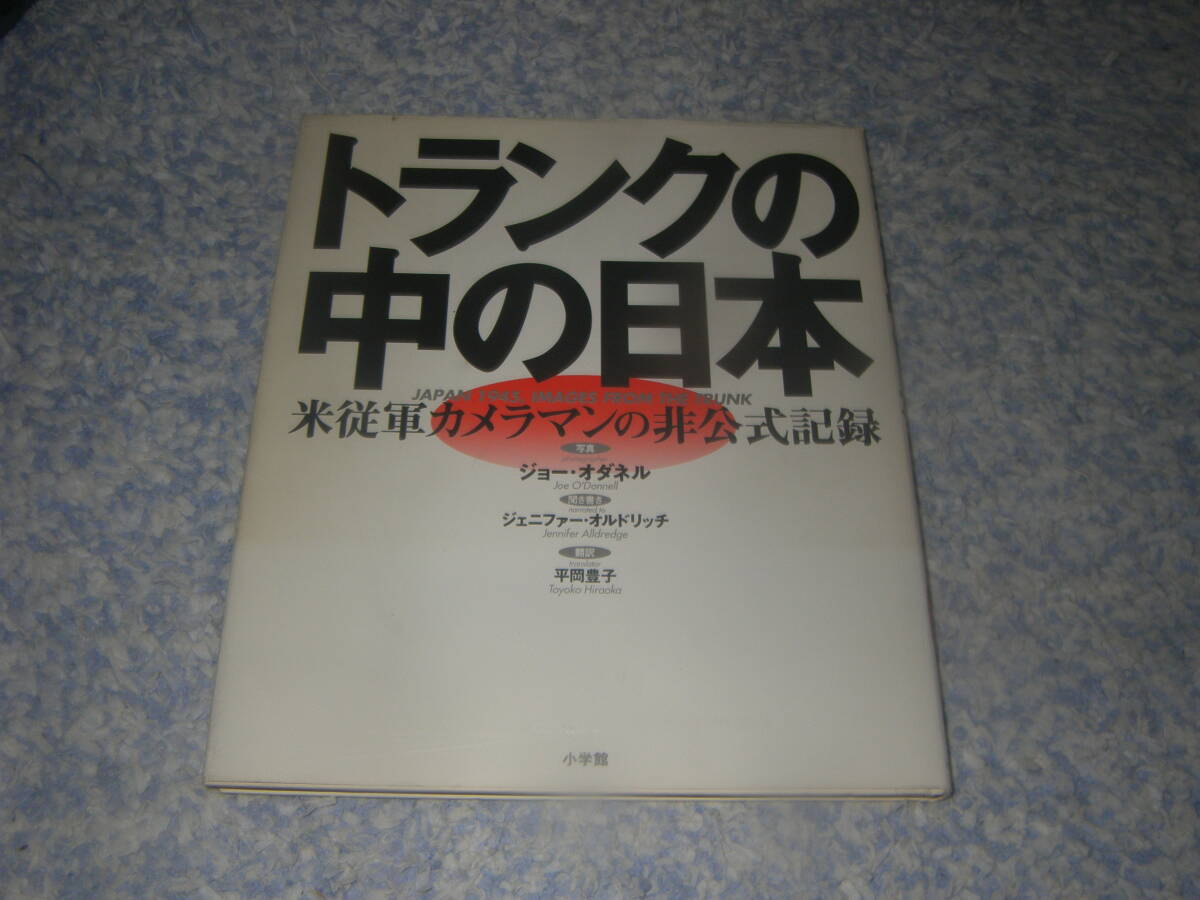 トランクの
中の日本
JAPAN 1945, IMAGES FROM THE TRUNK
米従軍カメラマンの非公式記録
写真
photographer
ジョー・オダネル
Joe O'Donnell
聞き書き
narrated to
ジェニファー・オルドリッチ
Jennifer Alldredge
翻訳
translator
平岡豊子
Toyoko Hiraoka
小学館